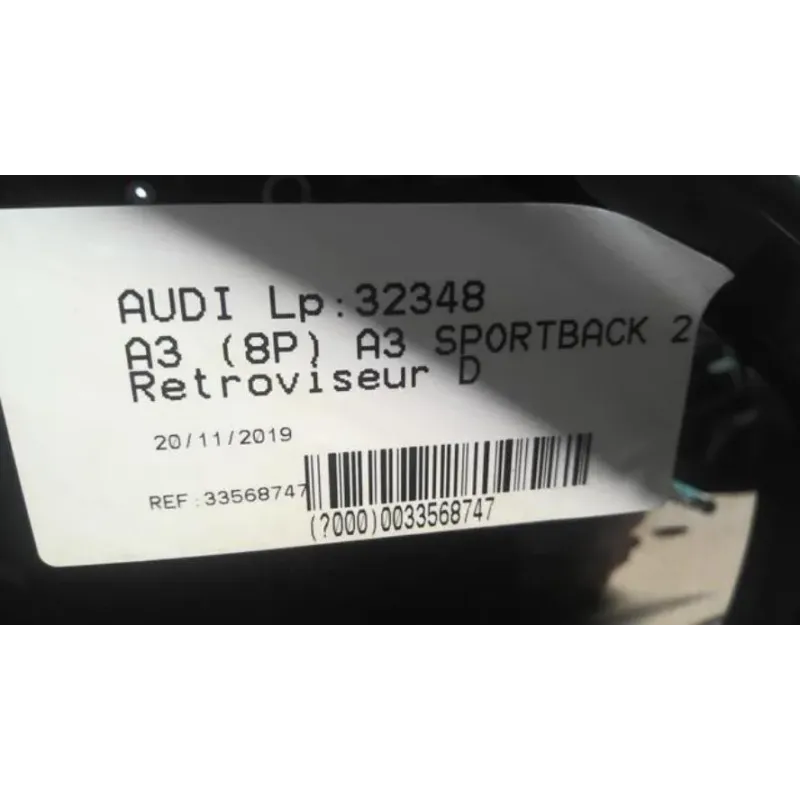 AUDI Lp:32348
A3 (8P) A3 SPORTBACK 2
Retroviseur D
20/11/2019
REF:33568747
(?000)0033568747